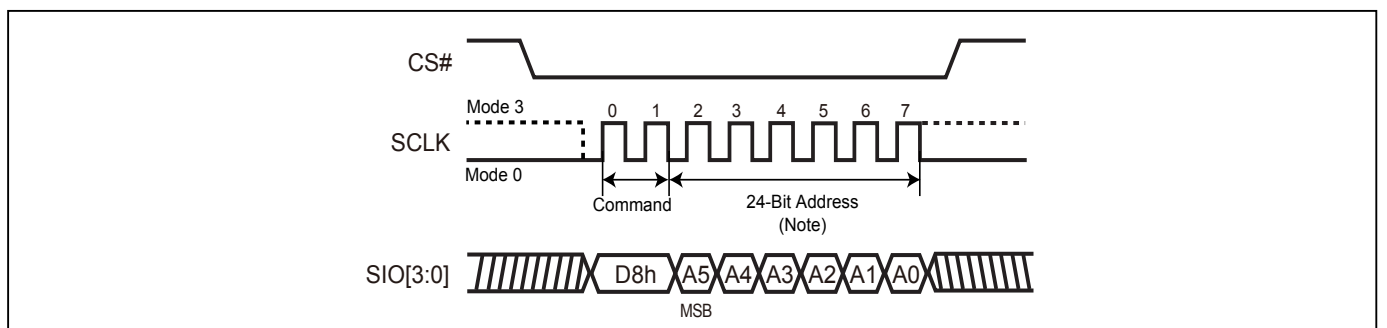 CS#
Mode 3
0 1 2 3 4 5 6 7
SCLK
Mode 0
Command
24-Bit Address
(Note)
SIO[3:0] D8h A5 A4 A3 A2 A1 A0
MSB